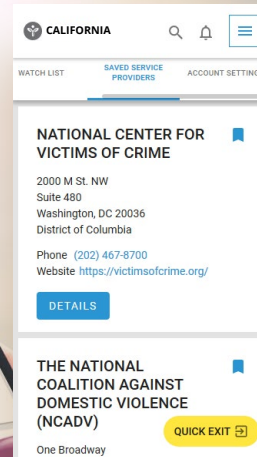 CALIFORNIA
WATCH LIST
SAVED SERVICE
PROVIDERS
ACCOUNT SETTING
NATIONAL CENTER FOR
VICTIMS OF CRIME
2000 M St. NW
Suite 480
Washington, DC 20036
District of Columbia
Phone (202) 467-8700
Website https://victimsofcrime.org/
DETAILS
THE NATIONAL
COALITION AGAINST
DOMESTIC VIOLENCE
(NCADV)
QUICK EXIT
One Broadway